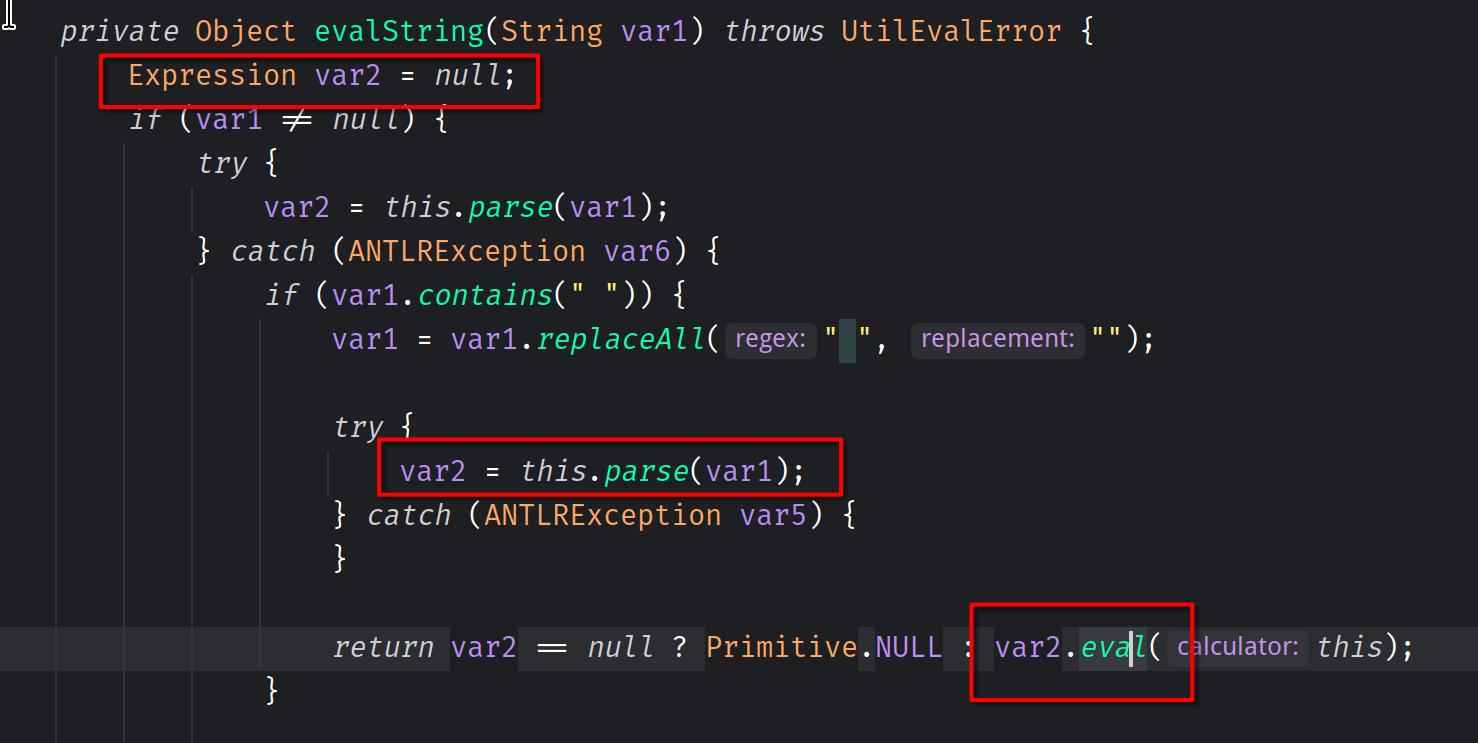 private Object evalString(String var1) throws UtilEvalError {
Expression var2 = null;
if (var1 ≠ null) {
try {
var2 = this.parse(var1);
} catch (ANTLRException var6) {
if (var1.contains(" ")) {
var1 = var1.replaceAll( regex: " ", replacement: "");
try {
var2 = this.parse(var1);
} catch (ANTLRException var5) {
}
return var2 == null ? Primitive.NULL : var2.eval( calculator: this);
}